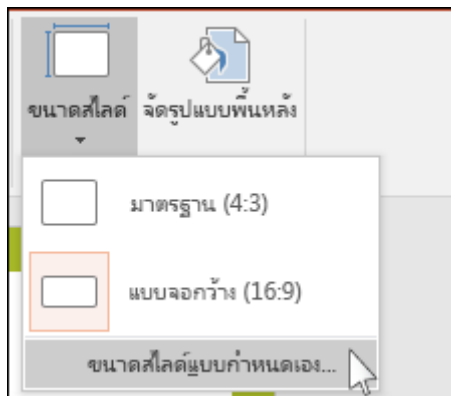 ขนาดสไลด์ จัดรูปแบบพื้นหลัง
มาตรฐาน (4:3)
แบบจอกว้าง (16:9)
ขนาดสไลด์แบบกำหนดเอง...